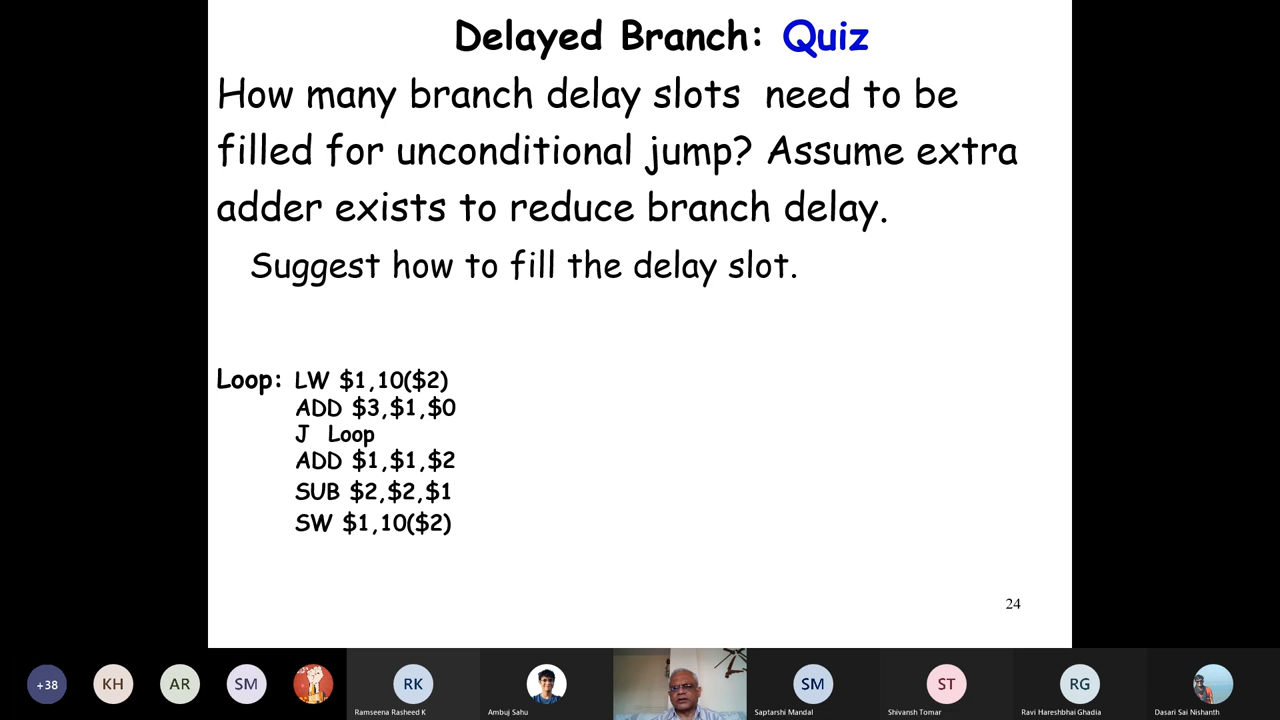 Delayed Branch: Quiz
How many branch delay slots need to be
filled for unconditional jump? Assume extra
adder exists to reduce branch delay.
Suggest how to fill the delay slot.
Loop: LW $1,10($2)
ADD $3,$1,$0
J Loop
ADD $1,$1,$2
SUB $2,$2,$1
SW $1,10($2)
24
+38
KH
AR
SM
RK
SM
ST
RG
Ramseena Rasheed K
Ambuj Sahu
Saptarshi Mandal
Shivansh Tomar
Ravi Hareshbhai Ghadia
Dasari Sai Nishanth